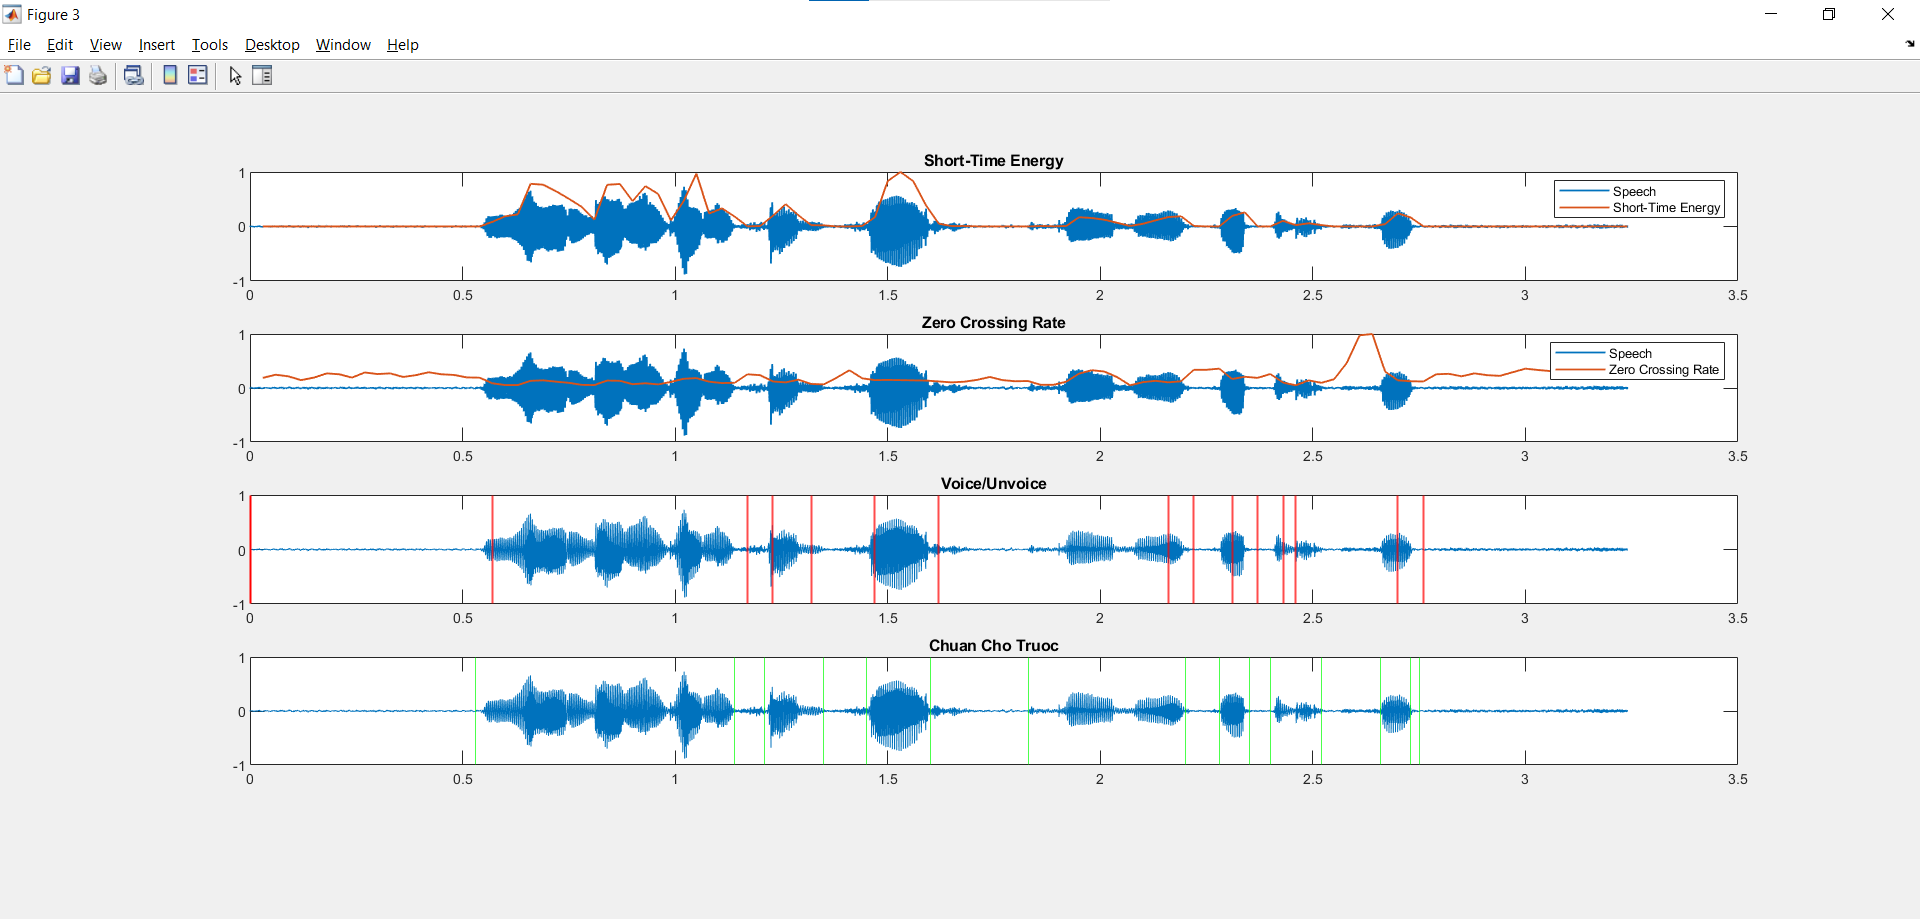 Figure 3
File Edit View Insert Tools Desktop Window Help
Short-Time Energy
1
0
-1
Speech
Short-Time Energy
0 0.5 1 1.5 2 2.5 3 3.5
Zero Crossing Rate
1
0
-1
Speech
Zero Crossing Rate
0 0.5 1 1.5 2 2.5 3 3.5
Voice/Unvoice
1
0
-1
0 0.5 1 1.5 2 2.5 3 3.5
Chuan Cho Truoc
1
0
-1
0 0.5 1 1.5 2 2.5 3 3.5